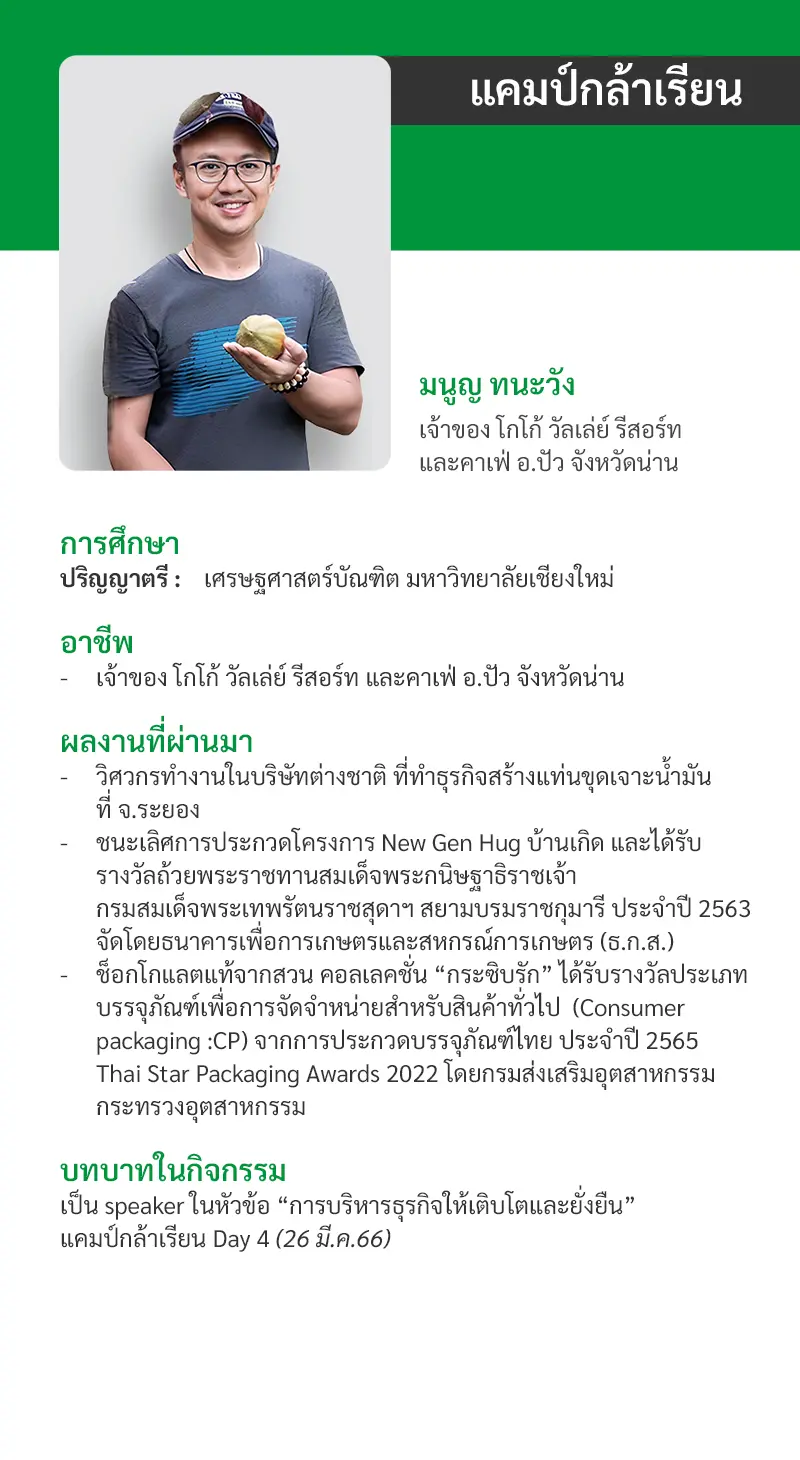 แคมป์กล้าเรียน
มนูญ ทนะวัง
เจ้าของ โกโก้ วัลเล่ย์ รีสอร์ท
และคาเฟ่ อ.ปัว จังหวัดน่าน
การศึกษา
ปริญญาตรี : เศรษฐศาสตร์บัณฑิต มหาวิทยาลัยเชียงใหม่
อาชีพ
- เจ้าของ โกโก้ วัลเล่ย์ รีสอร์ท และคาเฟ่ อ.ปัว จังหวัดน่าน
ผลงานที่ผ่านมา
- วิศวกรทำงานในบริษัทต่างชาติ ที่ทำธุรกิจสร้างแท่นขุดเจาะน้ำมัน
ที่ จ.ระยอง
- ชนะเลิศการประกวดโครงการ New Gen Hug บ้านเกิด และได้รับ
รางวัลถ้วยพระราชทานสมเด็จพระกนิษฐาธิราชเจ้า
กรมสมเด็จพระเทพรัตนราชสุดาฯ สยามบรมราชกุมารี ประจำปี 2563
จัดโดยธนาคารเพื่อการเกษตรและสหกรณ์การเกษตร (ธ.ก.ส.)
- ช็อกโกแลตแท้จากสวน คอลเลคชั่น “กระซิบรัก” ได้รับรางวัลประเภท
บรรจุภัณฑ์เพื่อการจัดจำหน่ายสำหรับสินค้าทั่วไป (Consumer
packaging :CP) จากการประกวดบรรจุภัณฑ์ไทย ประจำปี 2565
Thai Star Packaging Awards 2022 โดยกรมส่งเสริมอุตสาหกรรม
กระทรวงอุตสาหกรรม
บทบาทในกิจกรรม
เป็น speaker ในหัวข้อ “การบริหารธุรกิจให้เติบโตและยั่งยืน”
แคมป์กล้าเรียน Day 4 (26 มี.ค.66)